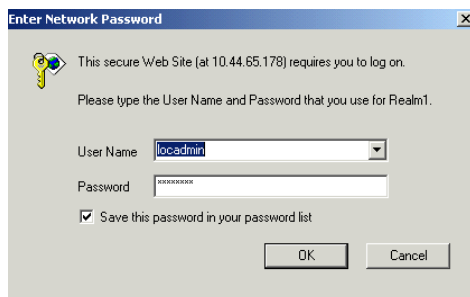 Enter Network Password
This secure Web Site (at 10.44.65.178) requires you to log on.
Please type the User Name and Password that you use for Realm1.
User Name locadmin
Password ××××××××
Save this password in your password list
OK Cancel